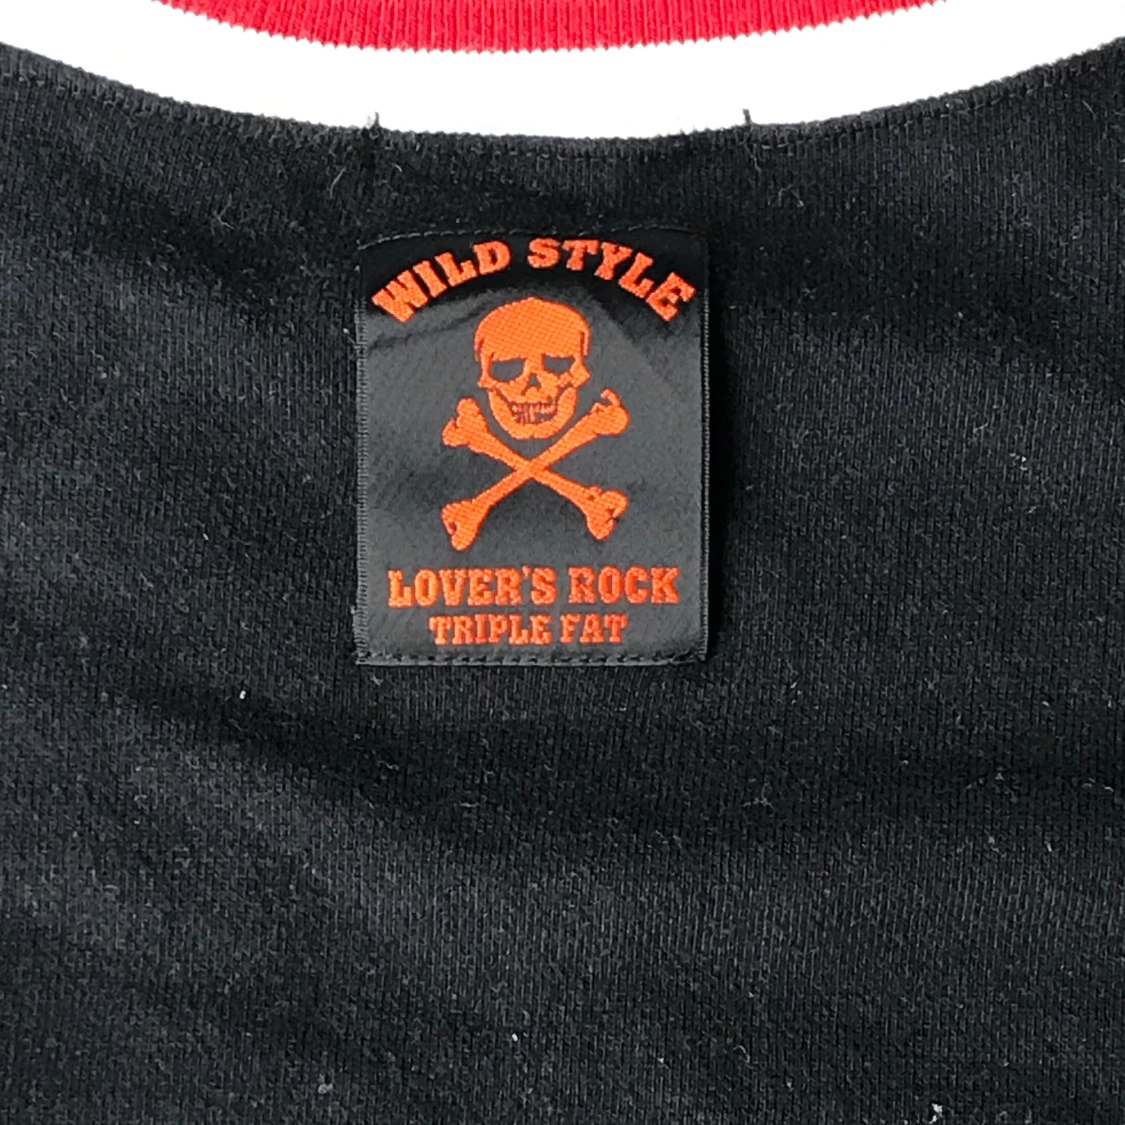 WILD STYLE
LOVER'S ROCK
TRIPLE FAT